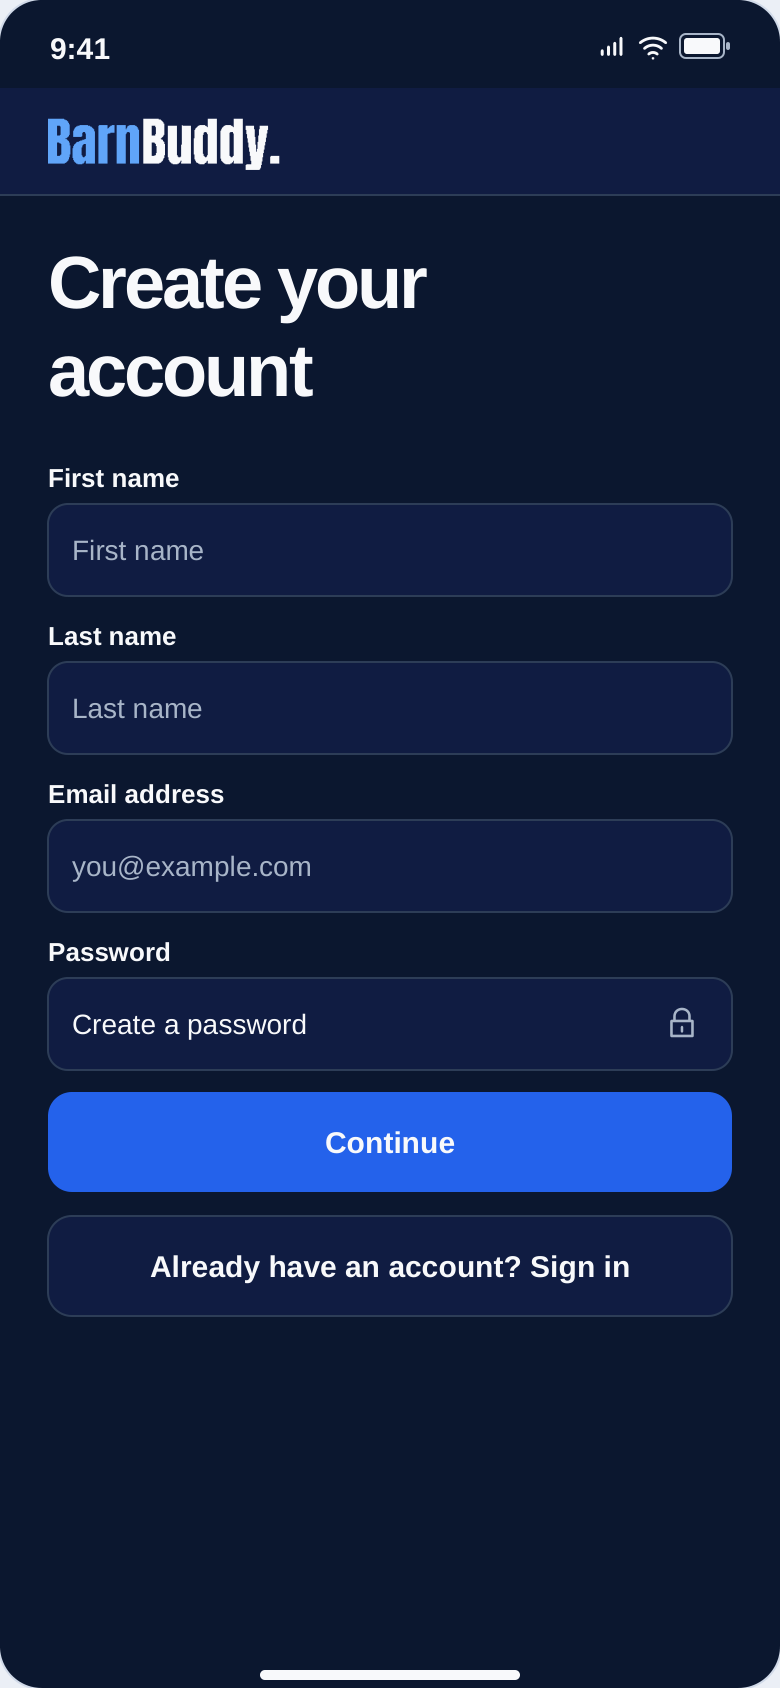 9:41
BarnBuddy.
Create your
account
First name
First name
Last name
Last name
Email address
you@example.com
Password
Create a password
Continue
Already have an account? Sign in